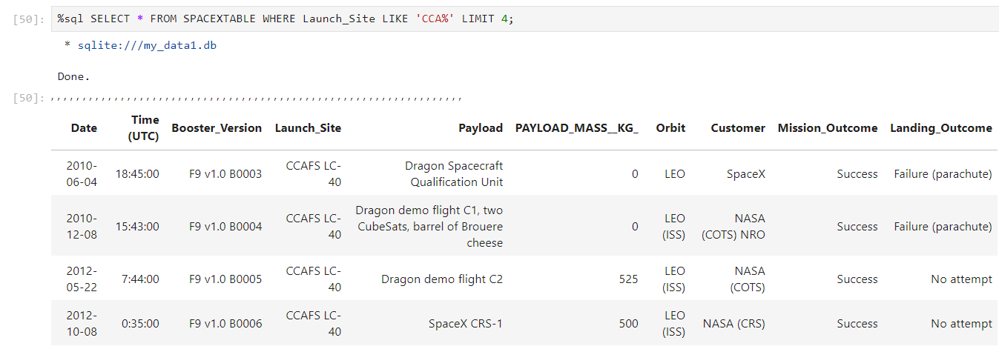 [50]: %sql SELECT * FROM SPACEXTABLE WHERE Launch_Site LIKE 'CCA%' LIMIT 4;
* sqlite:///my_data1.db
Done.
[50]: ,,,,,,,,,,,,,,,,,,,,,,,,,,,,,,,,,,,,,,,,,,,,,,,,,,,,,,,,,,,,,,,,,
Date Time (UTC) Booster_Version Launch_Site Payload PAYLOAD_MASS__KG_ Orbit Customer Mission_Outcome Landing_Outcome
2010-06-04 18:45:00 F9 v1.0 B0003 CCAFS LC-40 Dragon Spacecraft Qualification Unit 0 LEO SpaceX Success Failure (parachute)
2010-12-08 15:43:00 F9 v1.0 B0004 CCAFS LC-40 Dragon demo flight C1, two CubeSats, barrel of Brouere cheese 0 LEO (ISS) NASA (COTS) NRO Success Failure (parachute)
2012-05-22 7:44:00 F9 v1.0 B0005 CCAFS LC-40 Dragon demo flight C2 525 LEO (ISS) NASA (COTS) Success No attempt
2012-10-08 0:35:00 F9 v1.0 B0006 CCAFS LC-40 SpaceX CRS-1 500 LEO (ISS) NASA (CRS) Success No attempt